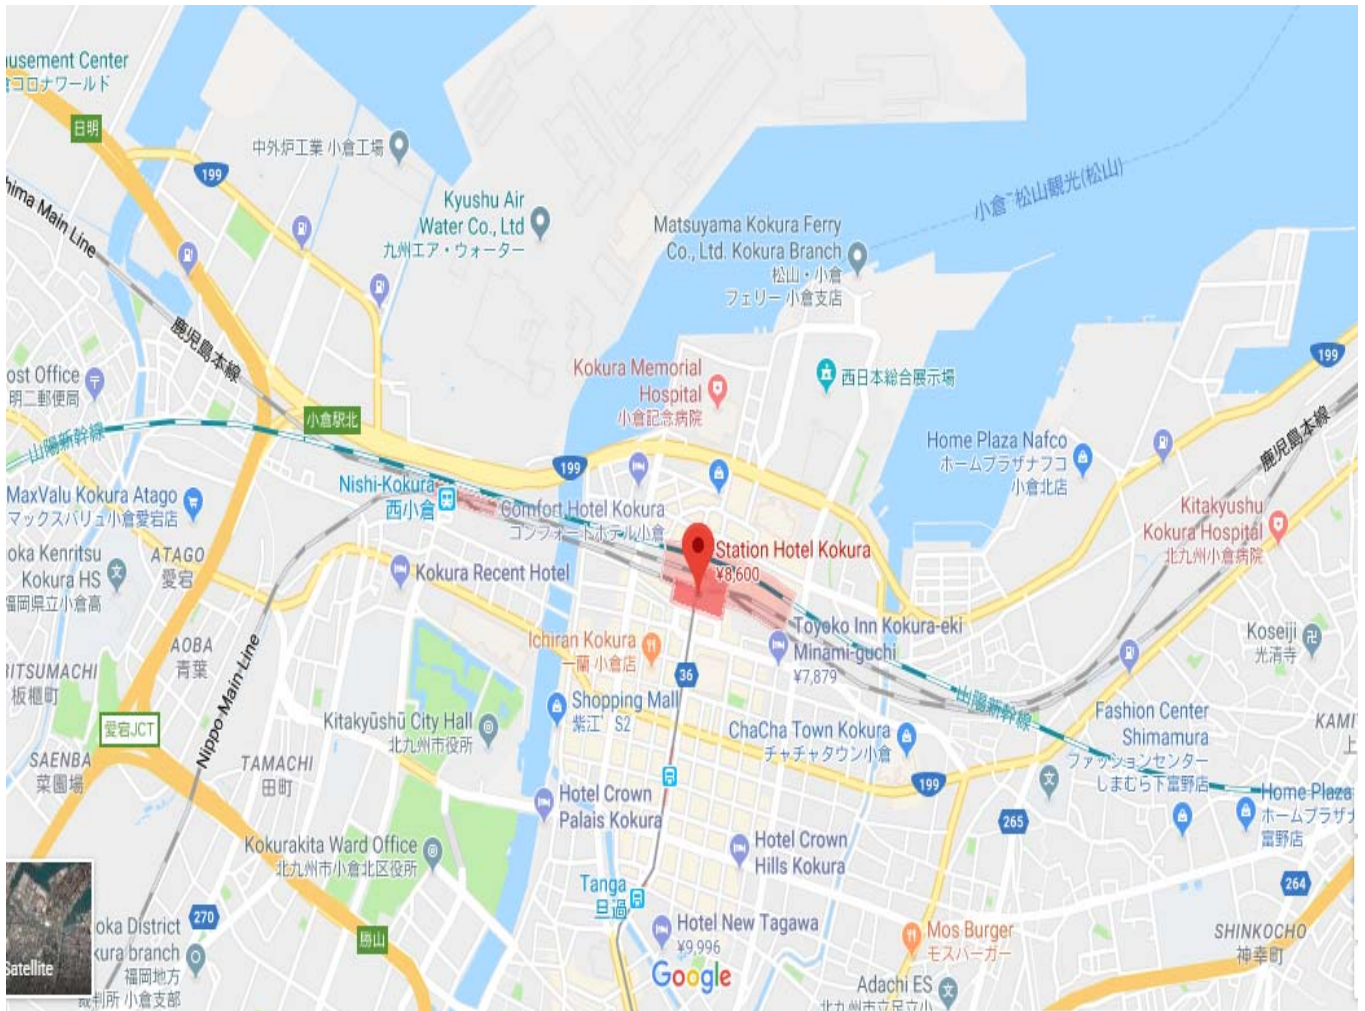 usement Center
倉コロナワールド
日明
中外炉工業 小倉工場
199
Kyushu Air
Water Co., Ltd
九州エア・ウォーター
Matsuyama Kokura Ferry
Co., Ltd. Kokura Branch
松山・小倉
フェリー 小倉支店
小倉-松山観光(松山)
hima Main Line
鹿児島本線
ost Office
明二郵便局
小倉駅北
Kokura Memorial
Hospital
小倉記念病院
西日本総合展示場
199
鹿児島本線
山陽新幹線
199
Home Plaza Nafco
ホームプラザナフコ
小倉北店
MaxValu Kokura Atago
マックスバリュ小倉愛宕店
Nishi-Kokura
西小倉
Comfort Hotel Kokura
コンフォートホテル小倉
Kitakyushu
Kokura Hospital
北九州小倉病院
oka Kenritsu
Kokura HS
福岡県立小倉高
ATAGO
愛宕
Kokura Recent Hotel
Station Hotel Kokura
¥8,600
Toyoko Inn Kokura-eki
Minami-guchi
¥7,879
Koseiji
光清寺
AOBA
青葉
Ichiran Kokura
一蘭 小倉店
36
山陽新幹線
BITSUMACHI
板櫃町
Nippo Main Line
Kitakyūshū City Hall
北九州市役所
Shopping Mall
紫江'S2
ChaCha Town Kokura
チャチャタウン小倉
Fashion Center
Shimamura
ファッションセンター
しまむら下富野店
KAMI
上
愛宕JCT
SAENBA
菜園場
TAMACHI
田町
199
Hotel Crown
Palais Kokura
265
Home Plaza
ホームプラザナ
富野店
Kokurakita Ward Office
北九州市小倉北区役所
Hotel Crown
Hills Kokura
Tanga
旦過
264
270
oka District
kura branch
福岡地方
裁判所 小倉支部
勝山
Hotel New Tagawa
¥9,996
Mos Burger
モスバーガー
SHINKOCHO
神幸町
Satellite
Google
Adachi ES
北九州市立足立小